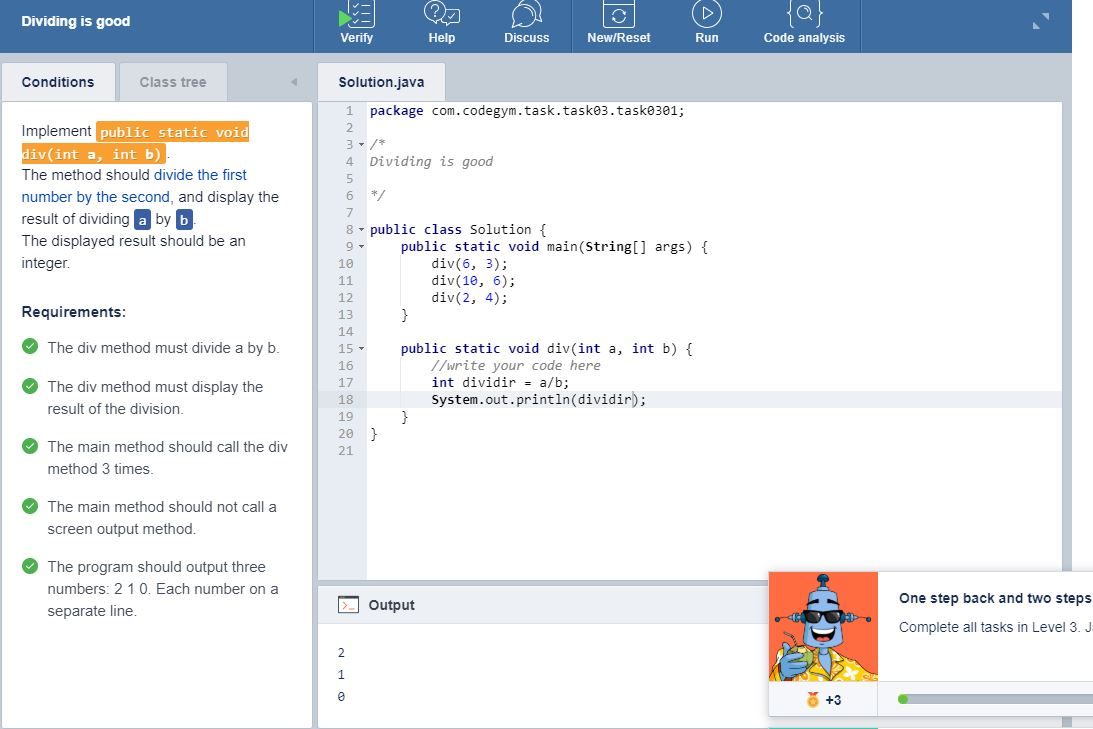 Dividing is good
Verify
Help
Discuss
New/Reset
Run
Code analysis
Conditions
Class tree
Implement public static void
div(int a, int b) .
The method should divide the first
number by the second, and display the
result of dividing a by b.
The displayed result should be an
integer.
Requirements:
The div method must divide a by b.
The div method must display the
result of the division.
The main method should call the div
method 3 times.
The main method should not call a
screen output method.
The program should output three
numbers: 2 1 0. Each number on a
separate line.
Solution.java
1 package com.codegym.task.task03.task0301;
2
3 /*
4 Dividing is good
5
6 */
7
8 public class Solution {
9 public static void main(String[] args) {
10 div(6, 3);
11 div(10, 6);
12 div(2, 4);
13 }
14
15 public static void div(int a, int b) {
16 //write your code here
17 int dividir = a/b;
18 System.out.println(dividir);
19 }
20 }
21
Output
2
1
0
One step back and two steps
Complete all tasks in Level 3. J
+3